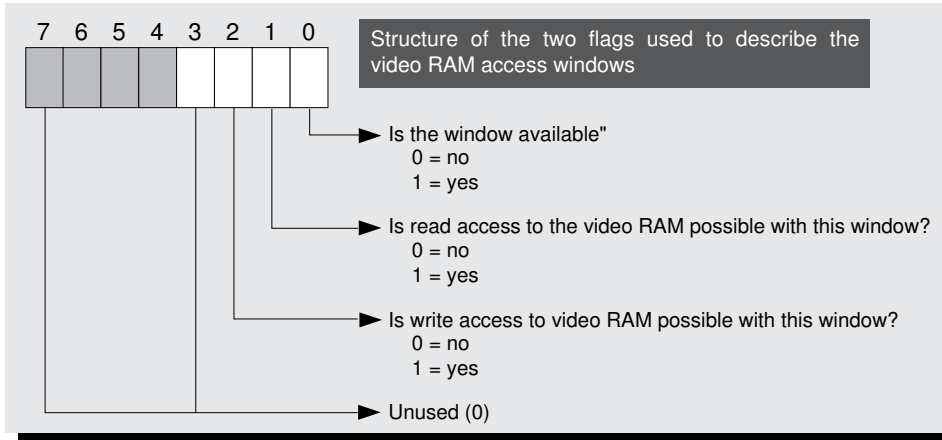 7 6 5 4 3 2 1 0
Structure of the two flags used to describe the
video RAM access windows
Is the window available"
0 = no
1 = yes
Is read access to the video RAM possible with this window?
0 = no
1 = yes
Is write access to video RAM possible with this window?
0 = no
1 = yes
Unused (0)